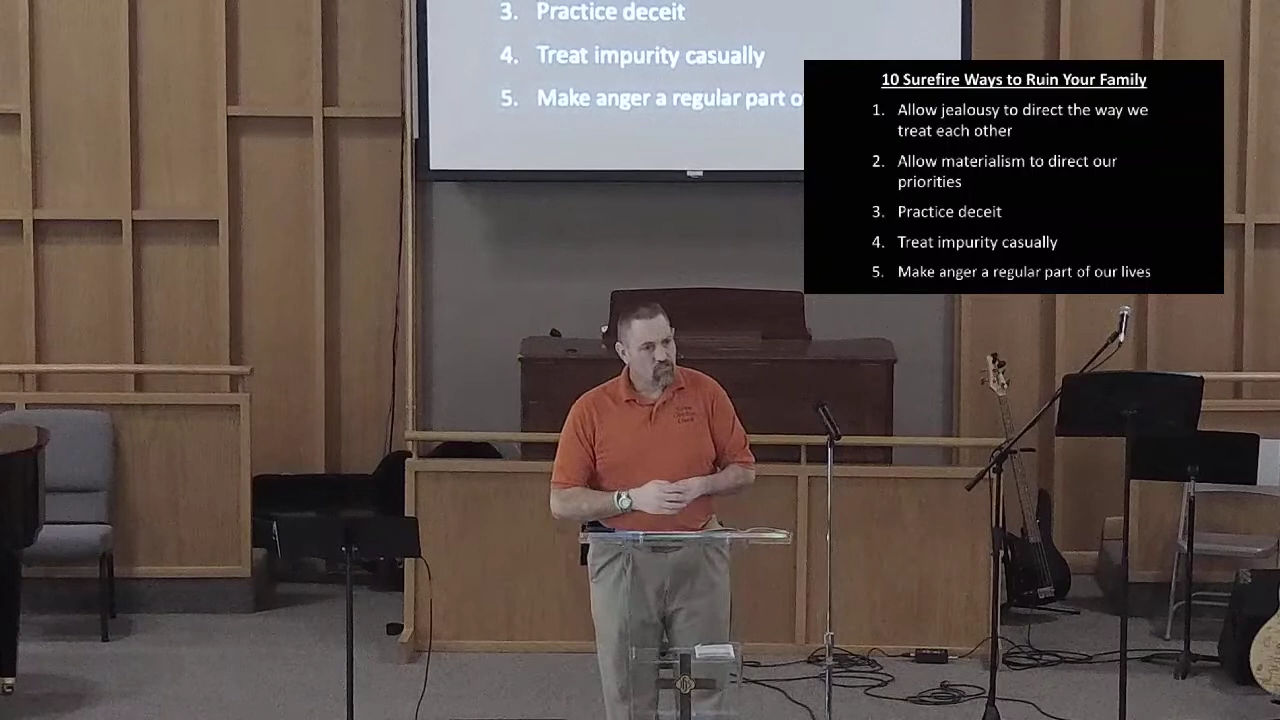 3. Practice deceit
4. Treat impurity casually
5. Make anger a regular part o
10 Surefire Ways to Ruin Your Family
1. Allow jealousy to direct the way we
treat each other
2. Allow materialism to direct our
priorities
3. Practice deceit
4. Treat impurity casually
5. Make anger a regular part of our lives